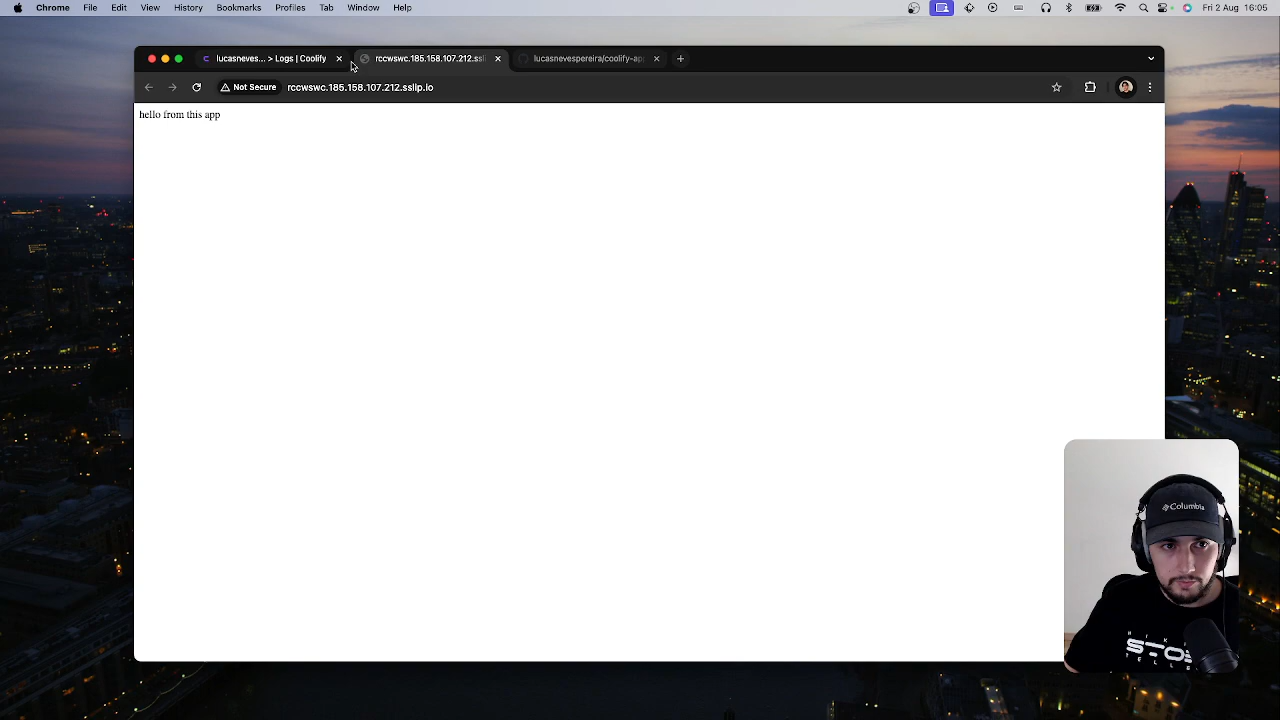 Chrome File Edit View History Bookmarks Profiles Tab Window Help Fri 2 Aug 16:05
lucasneves... > Logs | Coolify rccwswc.185.158.107.212.ssli lucasnevespereira/coolify-ap
Not Secure rccwswc.185.158.107.212.sslip.io
hello from this app
Columbia